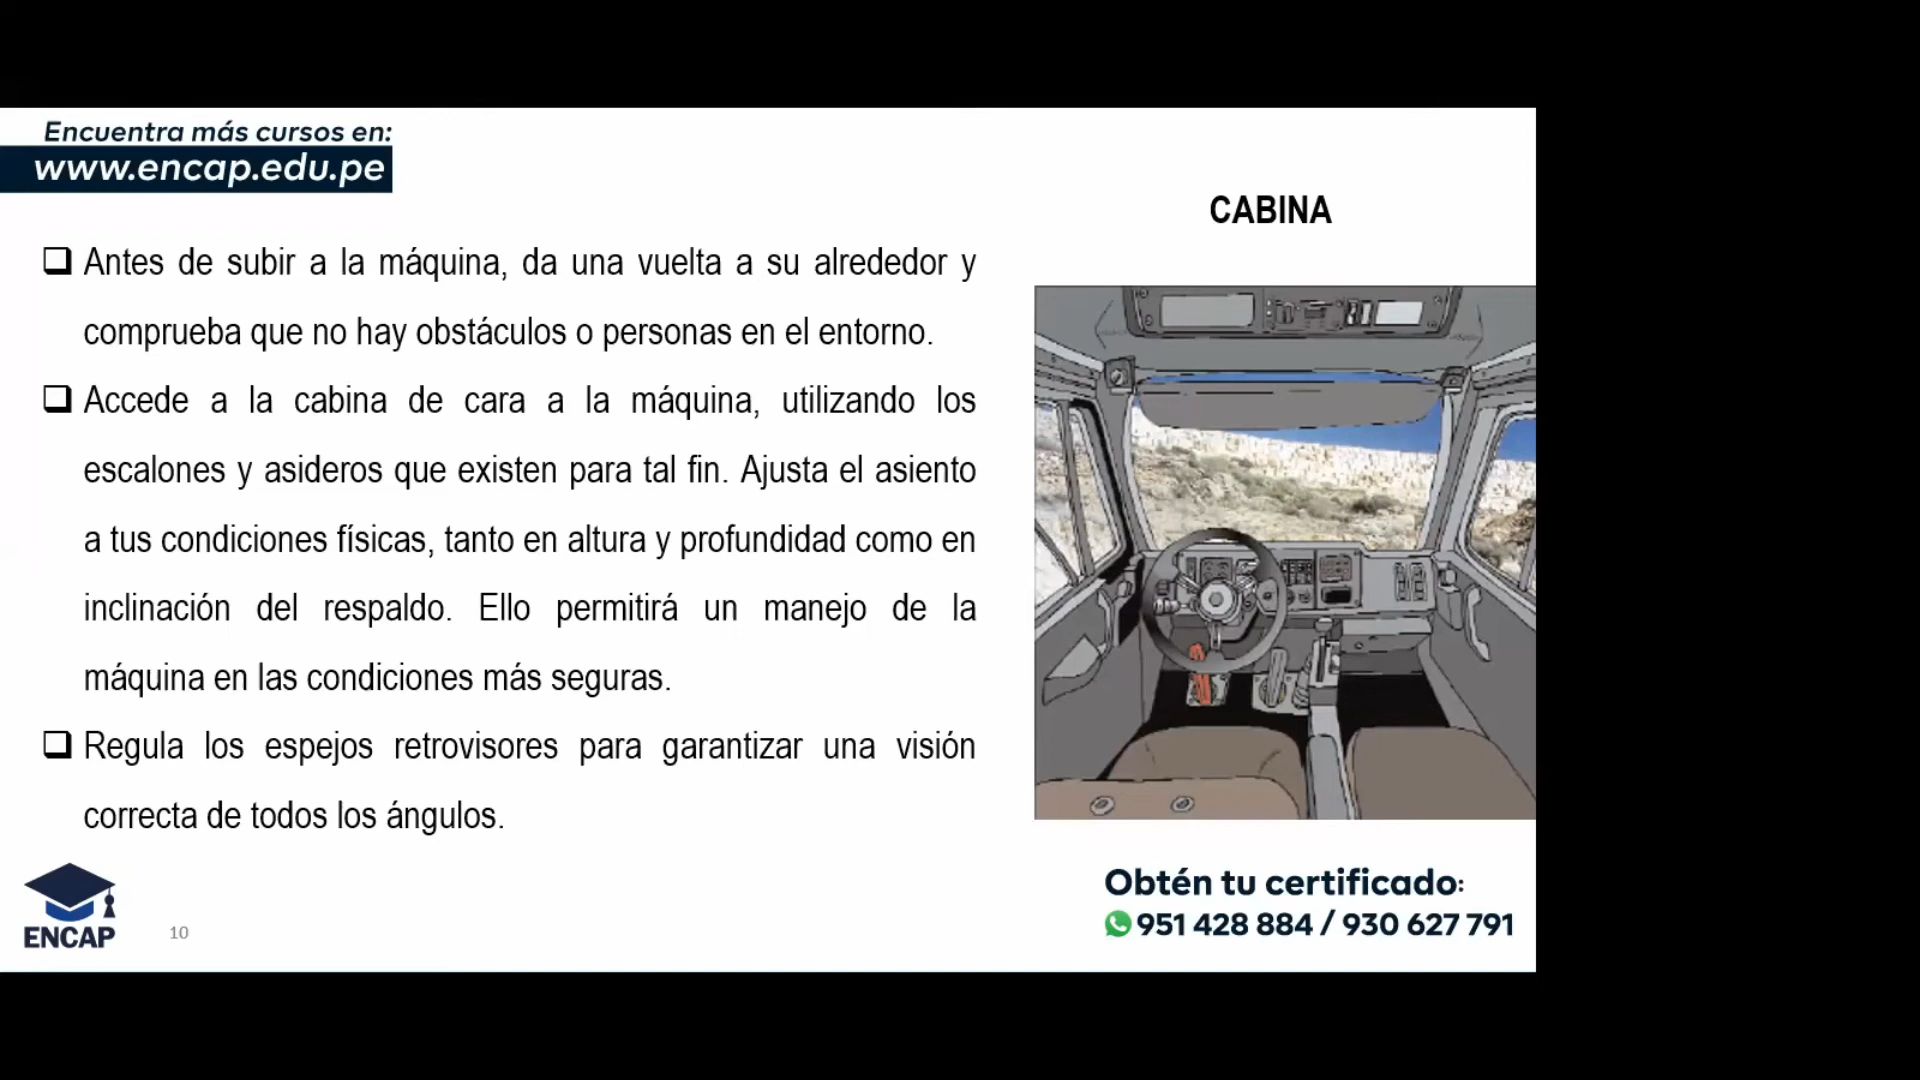 Encuentra más cursos en:
www.encap.edu.pe
CABINA
❑ Antes de subir a la máquina, da una vuelta a su alrededor y
comprueba que no hay obstáculos o personas en el entorno.
❑ Accede a la cabina de cara a la máquina, utilizando los
escalones y asideros que existen para tal fin. Ajusta el asiento
a tus condiciones físicas, tanto en altura y profundidad como en
inclinación del respaldo. Ello permitirá un manejo de la
máquina en las condiciones más seguras.
❑ Regula los espejos retrovisores para garantizar una visión
correcta de todos los ángulos.
ENCAP
10
Obtén tu certificado:
951 428 884 / 930 627 791